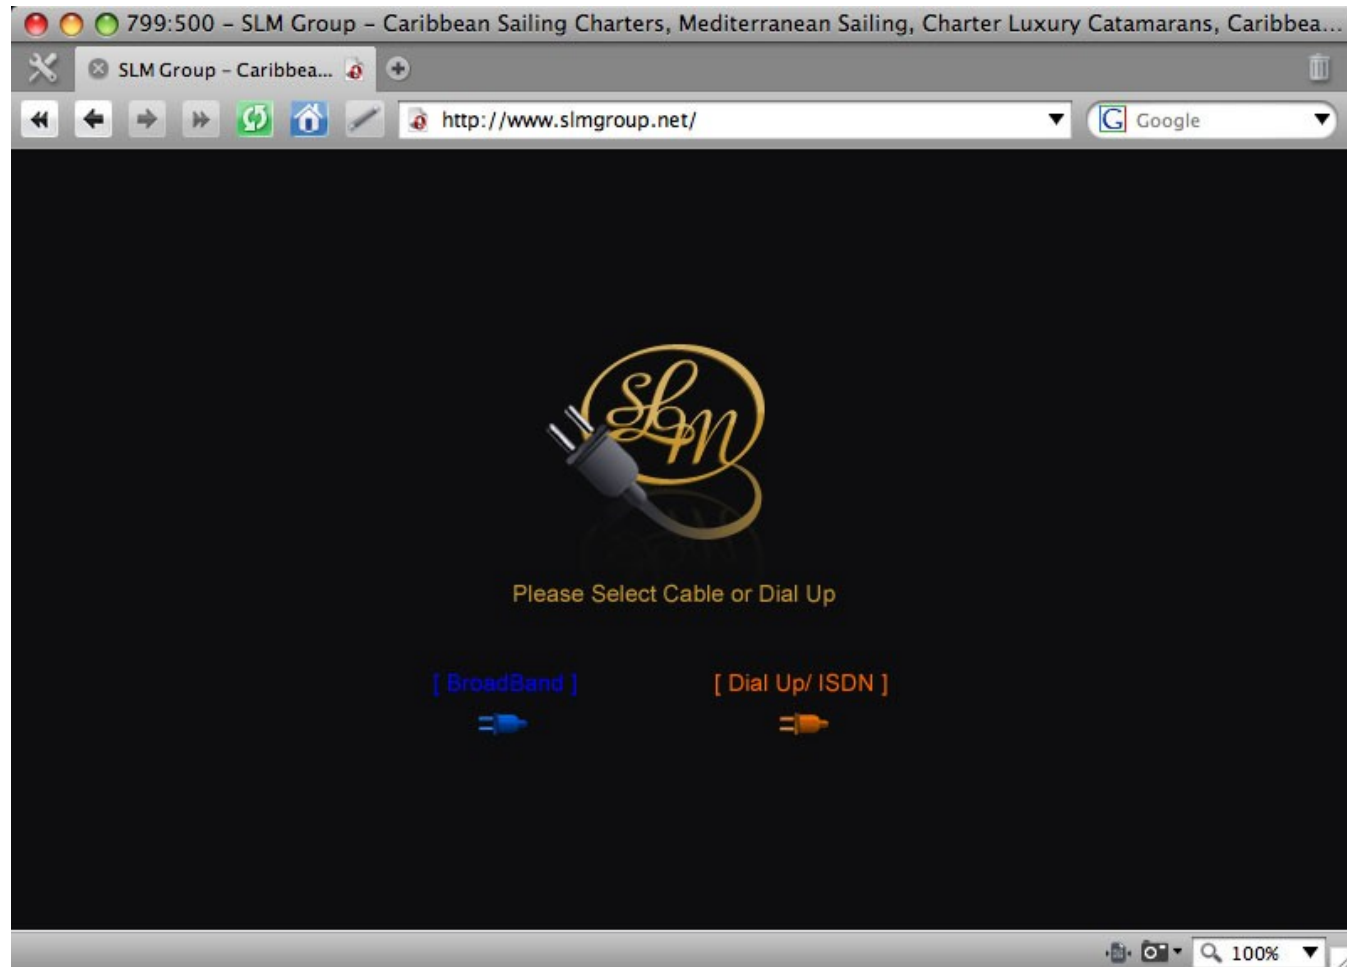 799:500 – SLM Group – Caribbean Sailing Charters, Mediterranean Sailing, Charter Luxury Catamarans, Caribbea...
SLM Group – Caribbea...
http://www.slmgroup.net/
G Google
slm
Please Select Cable or Dial Up
[ BroadBand ] [ Dial Up/ ISDN ]
100%